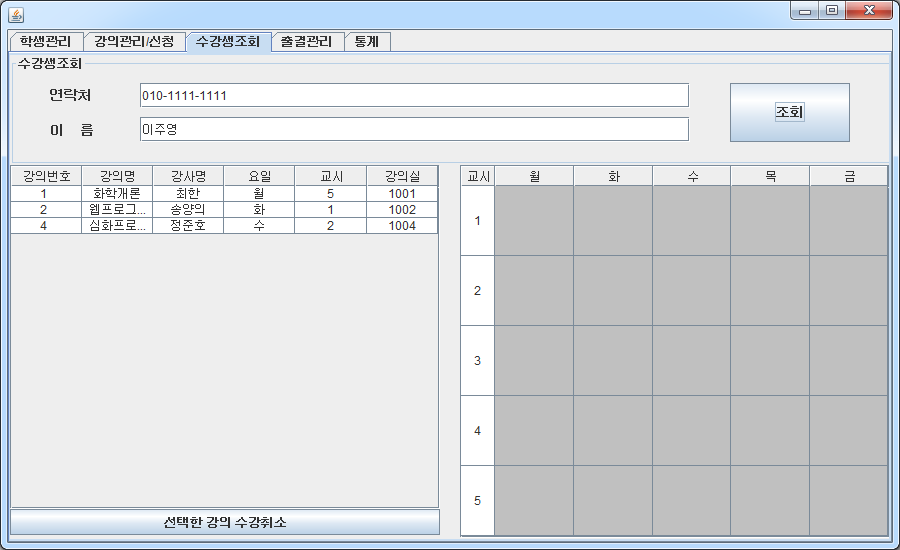 학생관리 강의관리/신청 수강생조회 출결관리 통계
수강생조회
연락처 010-1111-1111
이 름 이주영
조회
강의번호 강의명 강사명 요일 교시 강의실
1 화학개론 최한 월 5 1001
2 웹프로그... 송양의 화 1 1002
4 심화프로... 정준호 수 2 1004
선택한 강의 수강취소
교시 월 화 수 목 금
1
2
3
4
5